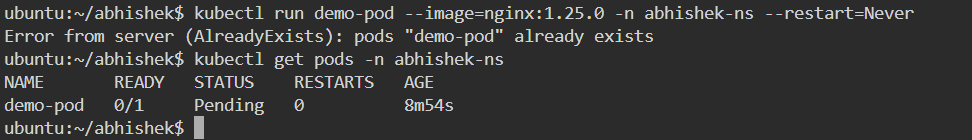 ubuntu:~/abhishek$ kubectl run demo-pod --image=nginx:1.25.0 -n abhishek-ns --restart=Never
Error from server (AlreadyExists): pods "demo-pod" already exists
ubuntu:~/abhishek$ kubectl get pods -n abhishek-ns
NAME       READY   STATUS    RESTARTS   AGE
demo-pod   0/1     Pending   0          8m54s
ubuntu:~/abhishek$